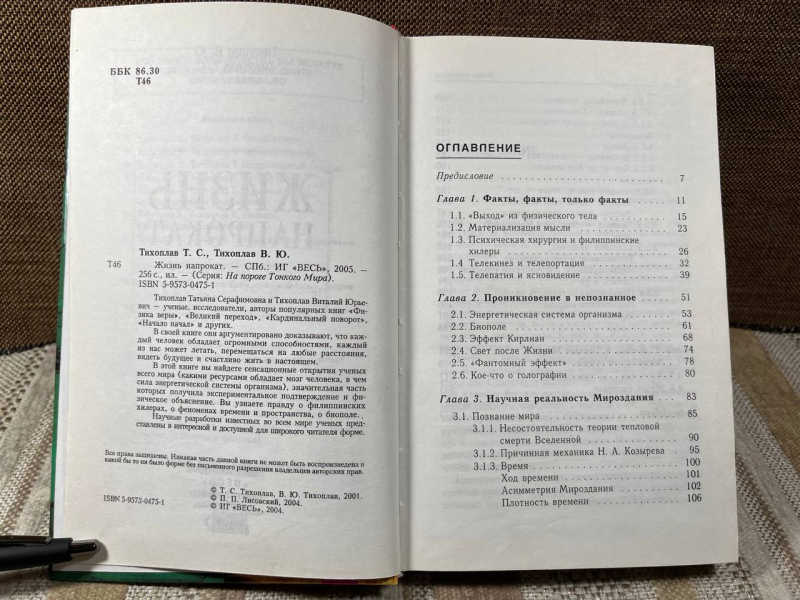 ББК 86.30
Т46
Тихоплав Т. С., Тихоплав В. Ю.
Т46 Жизнь напрокат. — СПб.: ИГ «ВЕСЬ», 2005. —
256 с., ил. — (Серия: На пороге Тонкого Мира).
ISBN 5-9573-0475-1
Тихоплав Татьяна Серафимовна и Тихоплав Виталий Юрье-
вич — ученые, исследователи, авторы популярных книг «Фи-
зика веры», «Великий переход», «Кардинальный поворот»,
«Начало начал» и других.
В своей книге они аргументировано доказывают, что каж-
дый человек обладает огромными способностями, каждый
из нас может летать, перемещаться на любые расстояния,
видеть будущее и счастливо жить в настоящем.
В этой книге вы найдете сенсационные открытия ученых
всего мира (какими ресурсами обладает мозг человека, в чем
сила энергетической системы организма), значительная часть
которых получила экспериментальное подтверждение и фи-
зическое объяснение. Вы узнаете правду о филиппинских
хилерах, о феноменах времени и пространства, о биополе.
Научные разработки известных во всем мире ученых пред-
ставлены в интересной и доступной для широкого читателя форме.
Все права защищены. Никакая часть данной книги не может быть воспроизведена в
какой бы то ни было форме без письменного разрешения владельцев авторских прав.
© Т. С. Тихоплав, В. Ю. Тихоплав, 2001.
© П. П. Лисовский, 2004.
ISBN 5-9573-0475-1 © ИГ «ВЕСЬ», 2004.
ОГЛАВЛЕНИЕ
Предисловие 7
Глава 1. Факты, факты, только факты 11
1.1. «Выход» из физического тела 15
1.2. Материализация мысли 23
1.3. Психическая хирургия и филиппинские
хилеры 26
1.4 Телекинез и телепортация 32
1.5. Телепатия и ясновидение 39
Глава 2. Проникновение в непознанное 51
2.1. Энергетическая система организма 53
2.2. Биополе 61
2.3. Эффект Кирлиан 68
2.4. Свет после Жизни 74
2.5. «Фантомный эффект» 78
2.6. Кое-что о голографии 80
Глава 3. Научная реальность Мироздания 83
3.1. Познание мира 85
3.1.1. Несостоятельность теории тепловой
смерти Вселенной 90
3.1.2. Причинная механика Н. А. Козырева 95
3.1.3. Время 100
Ход времени 101
Асимметрия Мироздания 102
Плотность времени 106